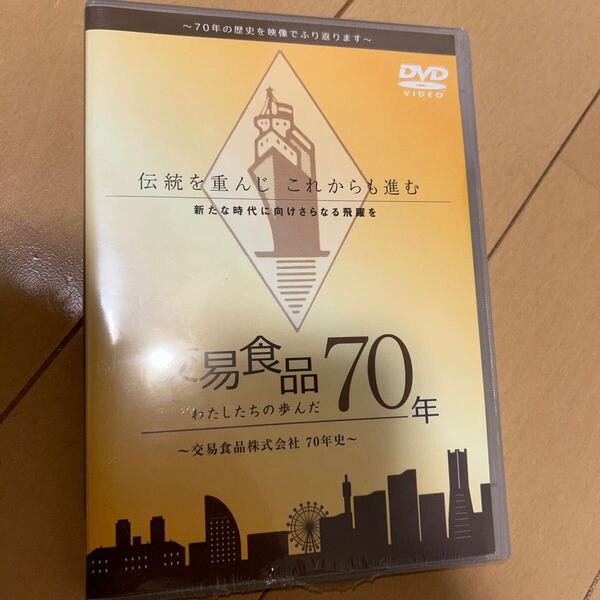 ～70年の歴史を映像でふり返ります～
DVD
VIDEO
伝統を重んじ これからも進む
新たな時代に向けさらなる飛躍を
交易食品
わたしたちの歩んだ
70年
～交易食品株式会社 70年史～